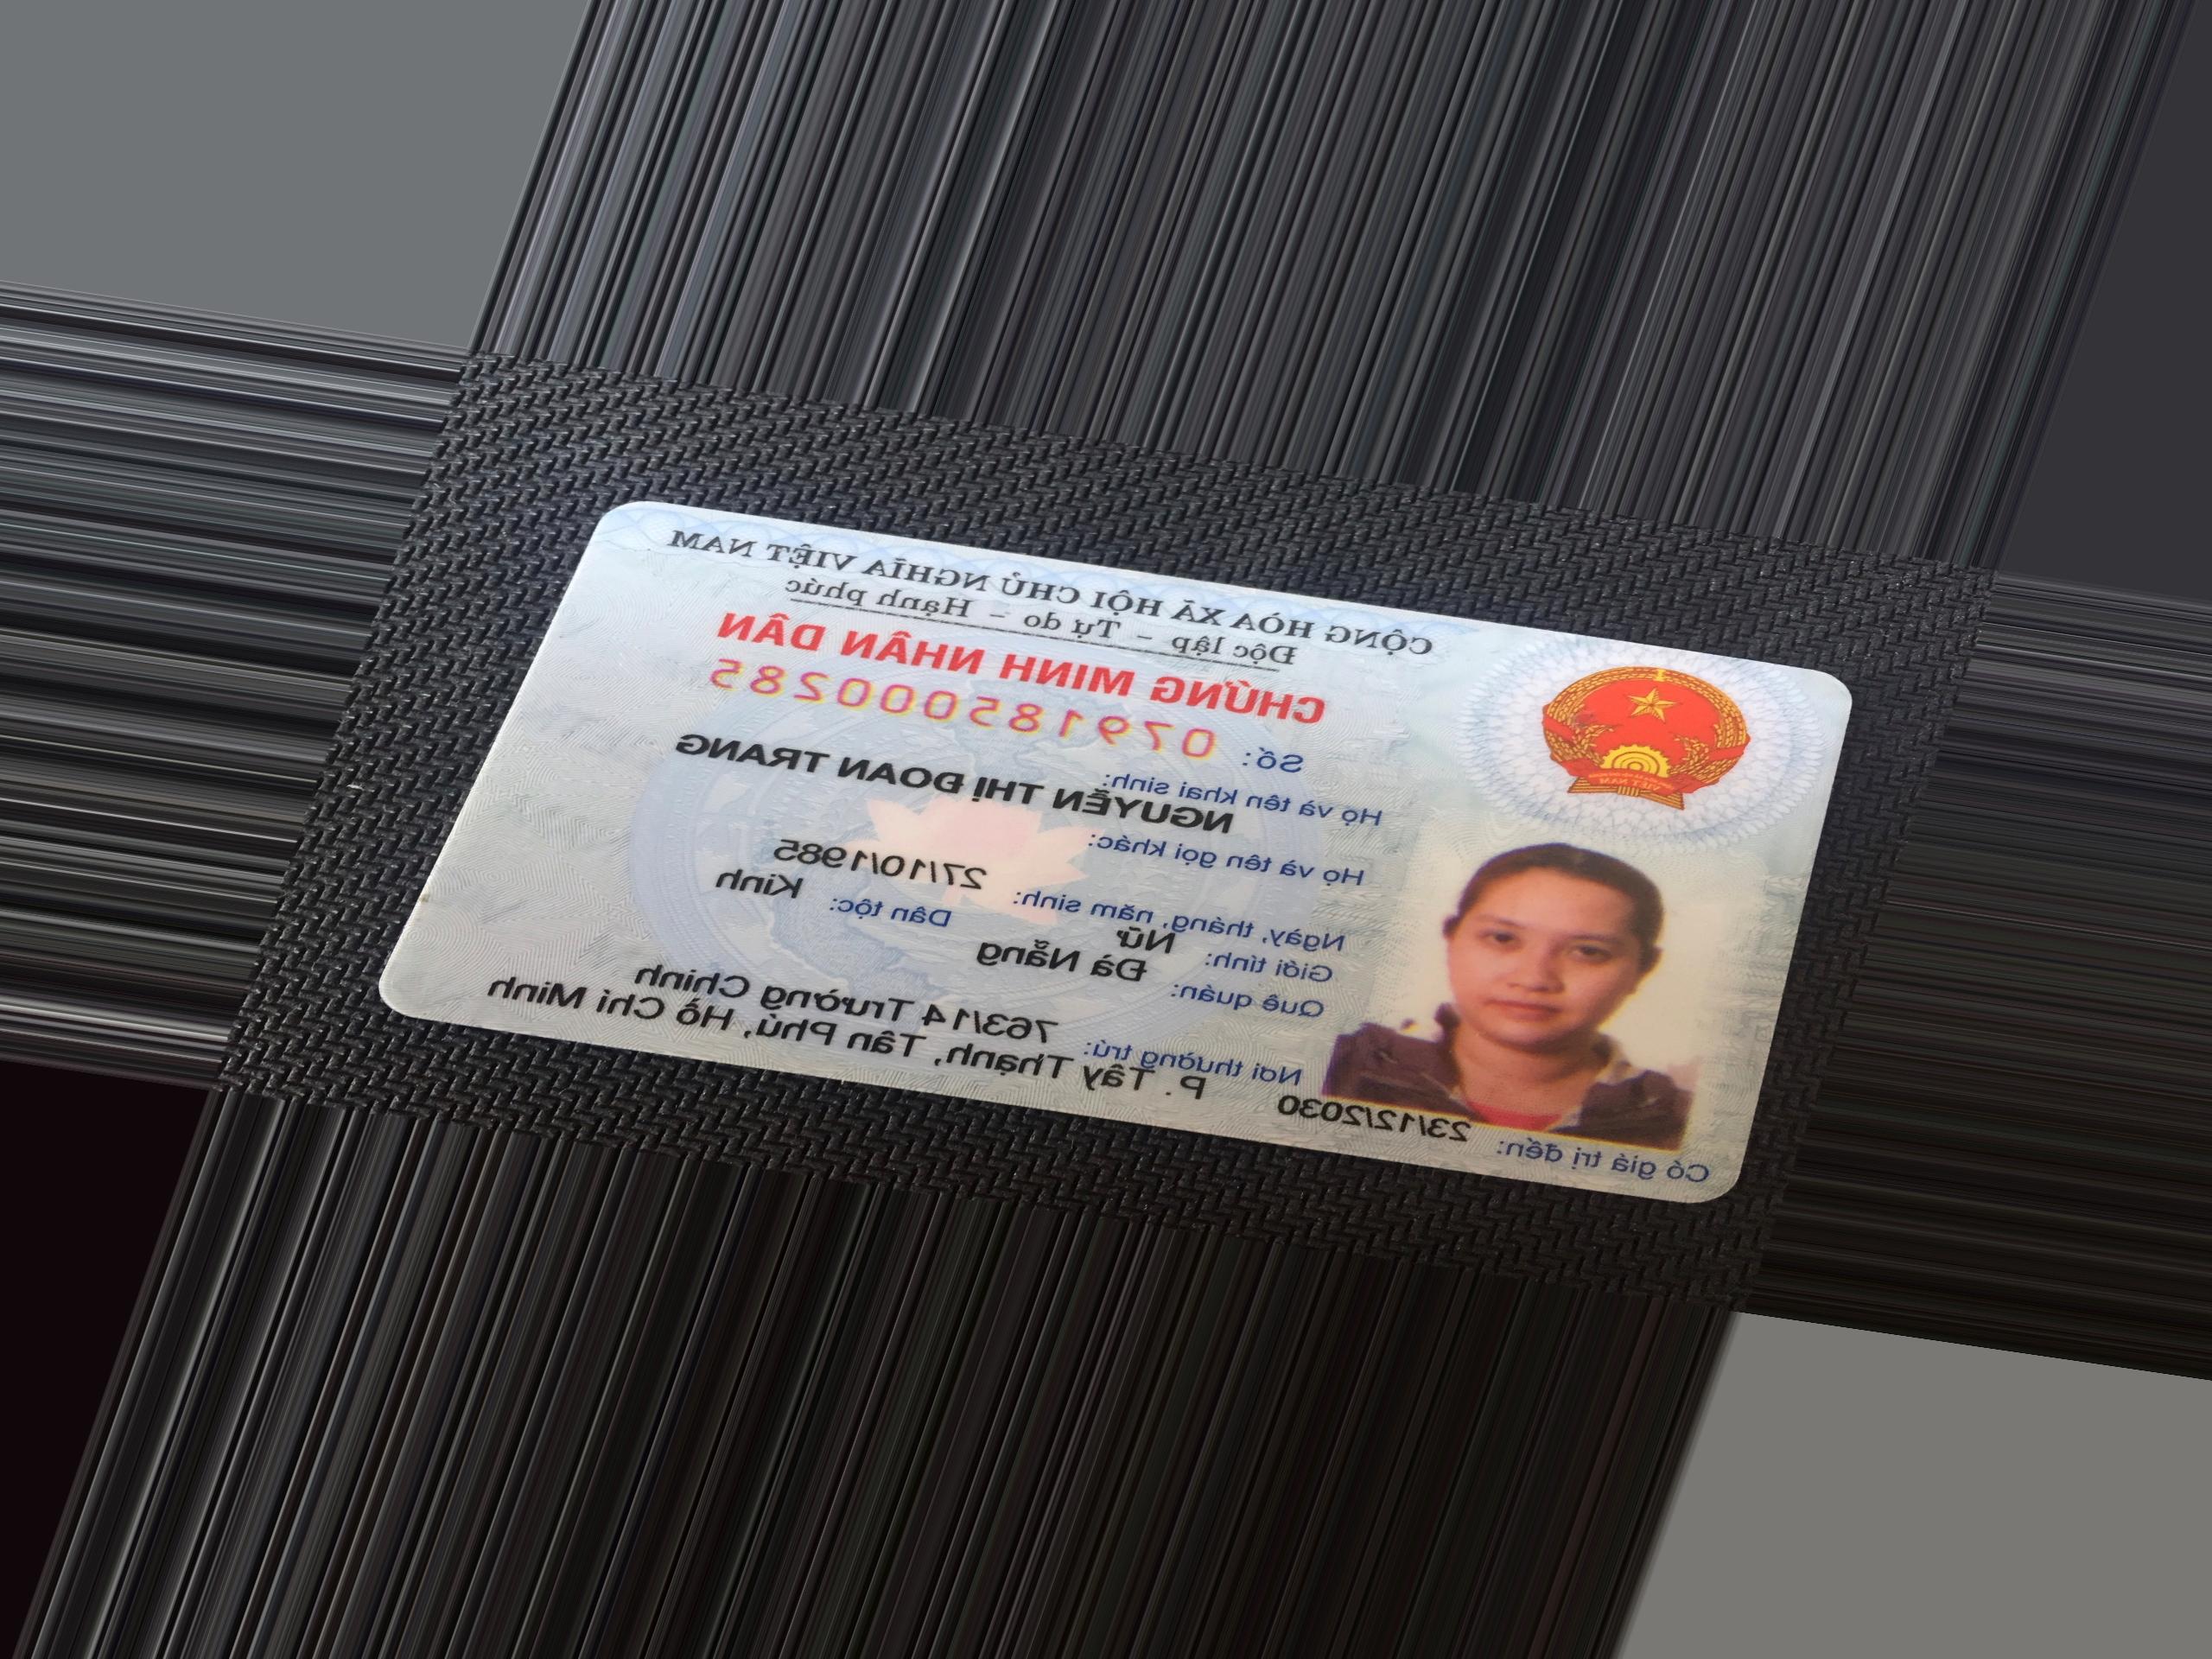 CỘNG HÒA XÃ HỘI CHỦ NGHĨA VIỆT NAM
Độc lập - Tự do - Hạnh phúc
CHỨNG MINH NHÂN DÂN
Số: 079185000285
Họ và tên khai sinh:
NGUYỄN THỊ ĐOAN TRANG
Họ và tên gọi khác:
Ngày, tháng, năm sinh: 27/10/1985
Giới tính: Nữ Dân tộc: Kinh
Quê quán: Đà Nẵng
Nơi thường trú: 763/14 Trường Chinh
P. Tây Thạnh, Tân Phú, Hồ Chí Minh
Có giá trị đến: 23/12/2030